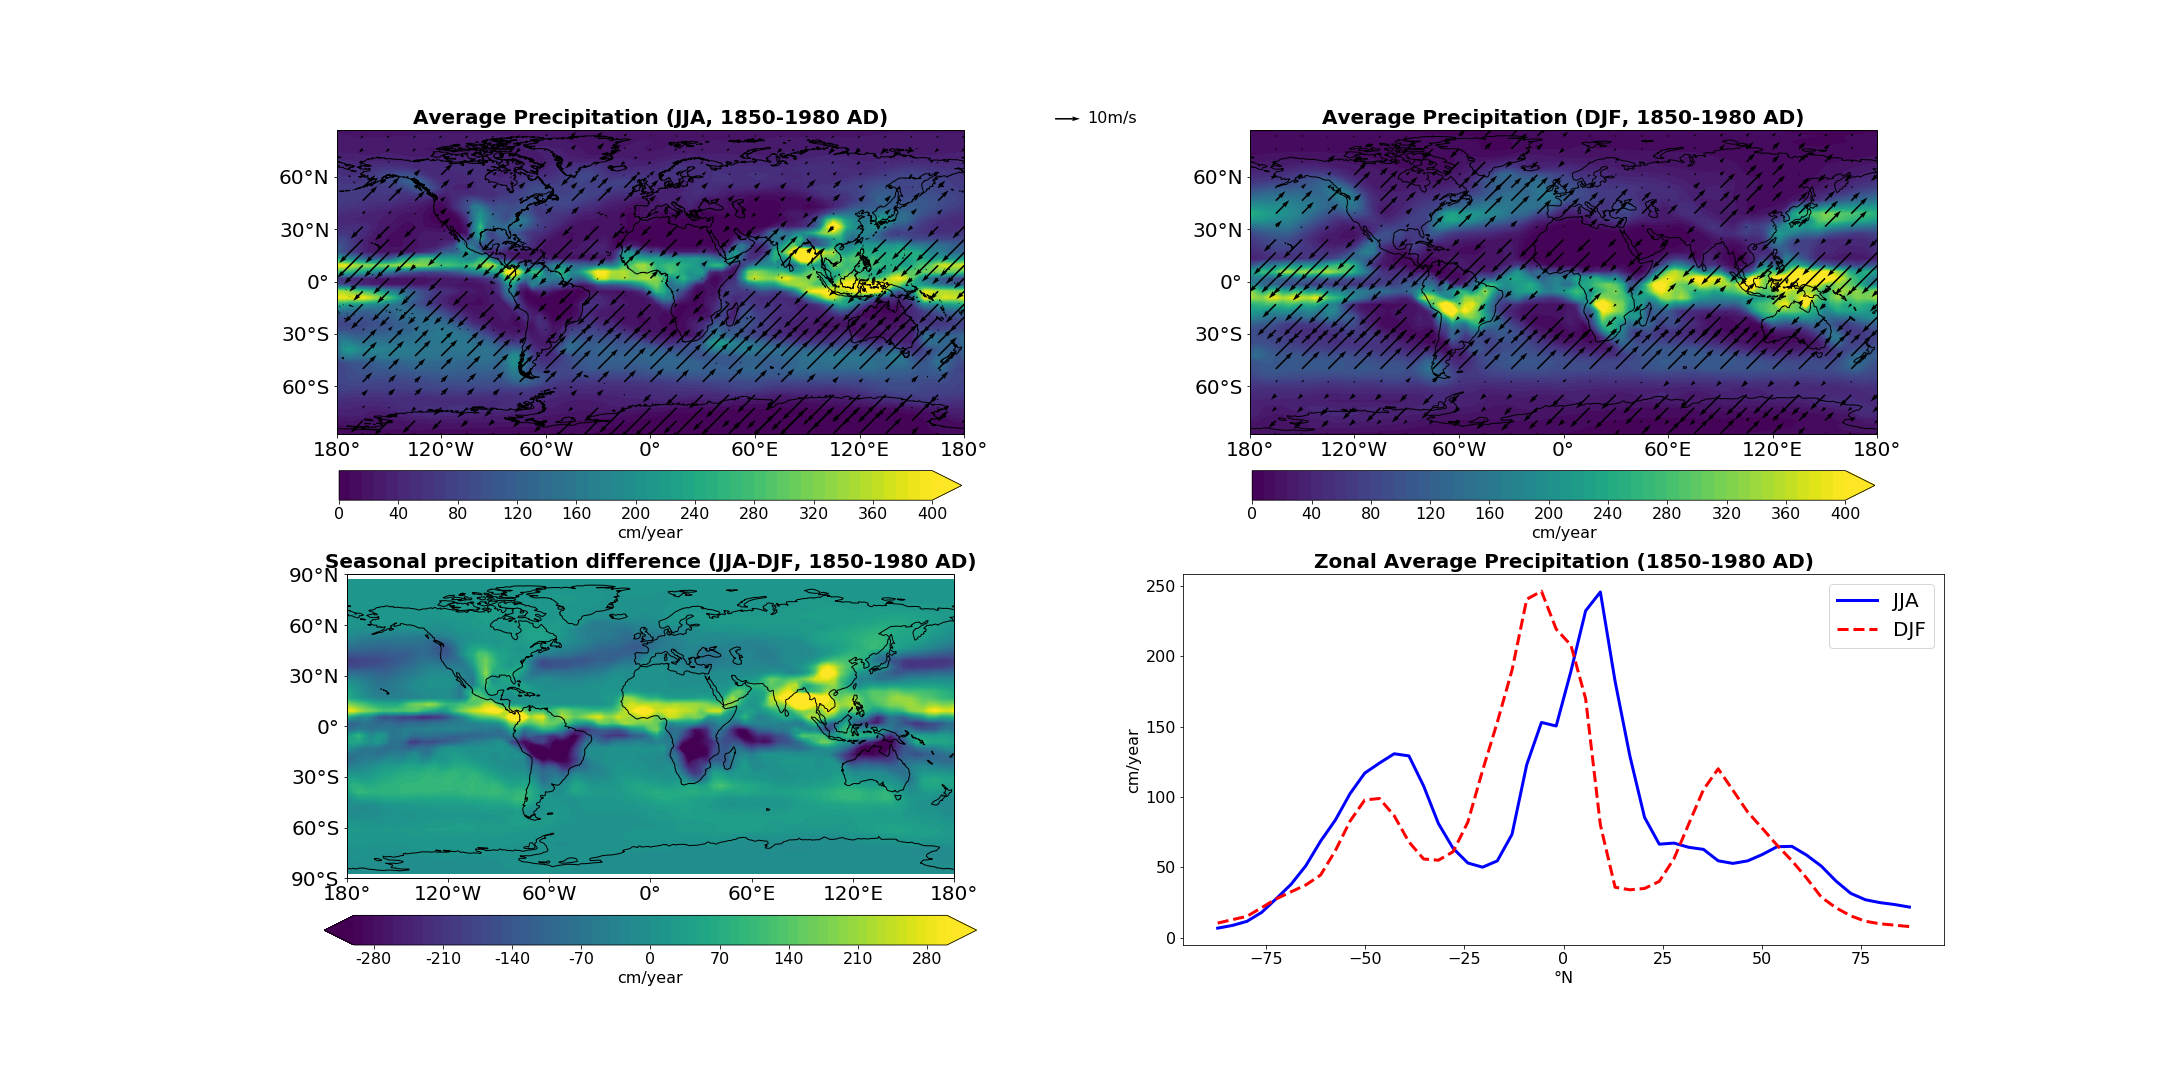 Average Precipitation (JJA, 1850-1980 AD)
10m/s
Average Precipitation (DJF, 1850-1980 AD)
60°N
30°N
0°
30°S
60°S
180° 120°W 60°W 0° 60°E 120°E 180°
0 40 80 120 160 200 240 280 320 360 400
cm/year
60°N
30°N
0°
30°S
60°S
180° 120°W 60°W 0° 60°E 120°E 180°
0 40 80 120 160 200 240 280 320 360 400
cm/year
Seasonal precipitation difference (JJA-DJF, 1850-1980 AD)
90°N
60°N
30°N
0°
30°S
60°S
90°S
180° 120°W 60°W 0° 60°E 120°E 180°
-280 -210 -140 -70 0 70 140 210 280
cm/year
Zonal Average Precipitation (1850-1980 AD)
JJA
DJF
250
200
150
100
50
0
cm/year
−75 −50 −25 0 25 50 75
°N